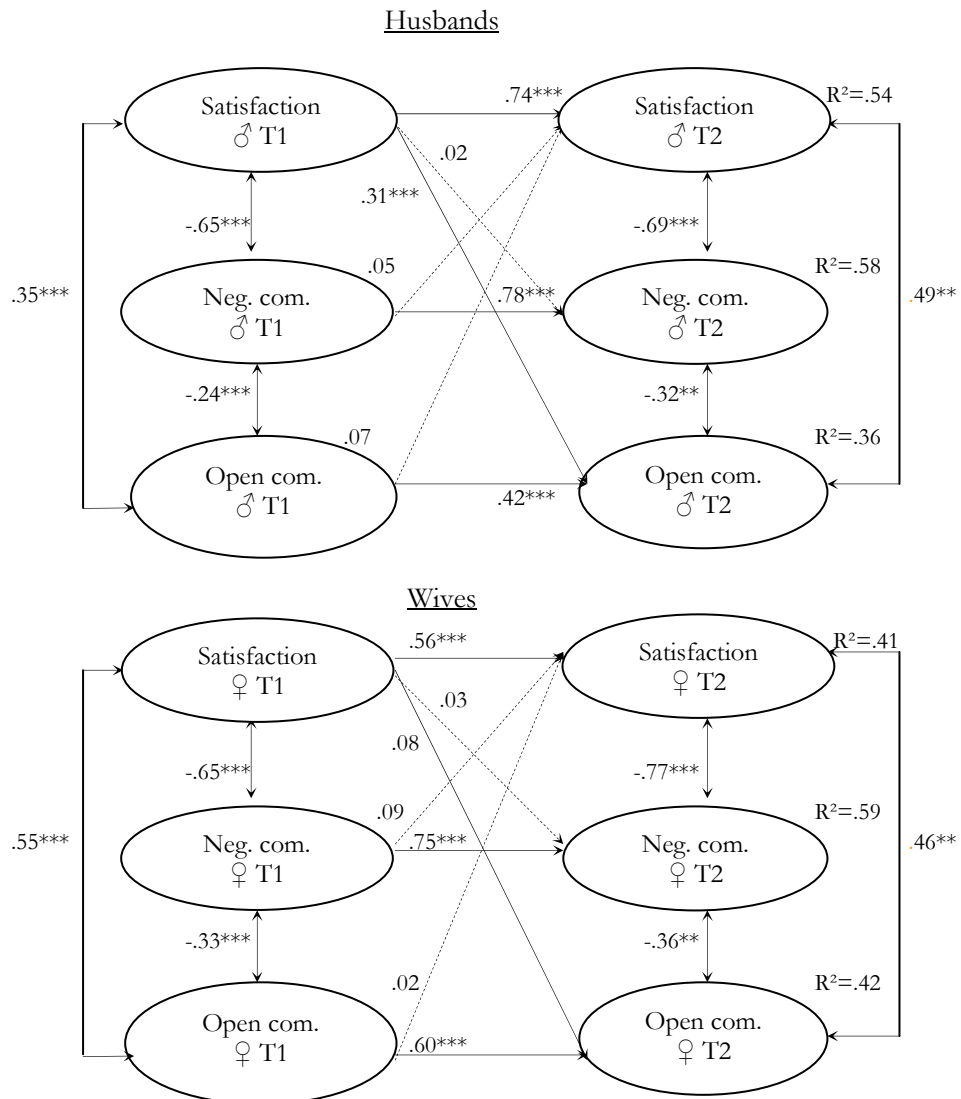 Husbands
Satisfaction
♂ T1
.74***
Satisfaction
♂ T2
R²=.54
.02
.31***
-.65***
-.69***
.35***
Neg. com.
♂ T1
.05
.78***
Neg. com.
♂ T2
R²=.58
.49**
-.24***
-.32**
.07
Open com.
♂ T1
.42***
Open com.
♂ T2
R²=.36
Wives
Satisfaction
♀ T1
.56***
Satisfaction
♀ T2
R²=.41
.03
.08
-.65***
-.77***
.55***
Neg. com.
♀ T1
.09
.75***
Neg. com.
♀ T2
R²=.59
.46**
-.33***
-.36**
.02
Open com.
♀ T1
.60***
Open com.
♀ T2
R²=.42